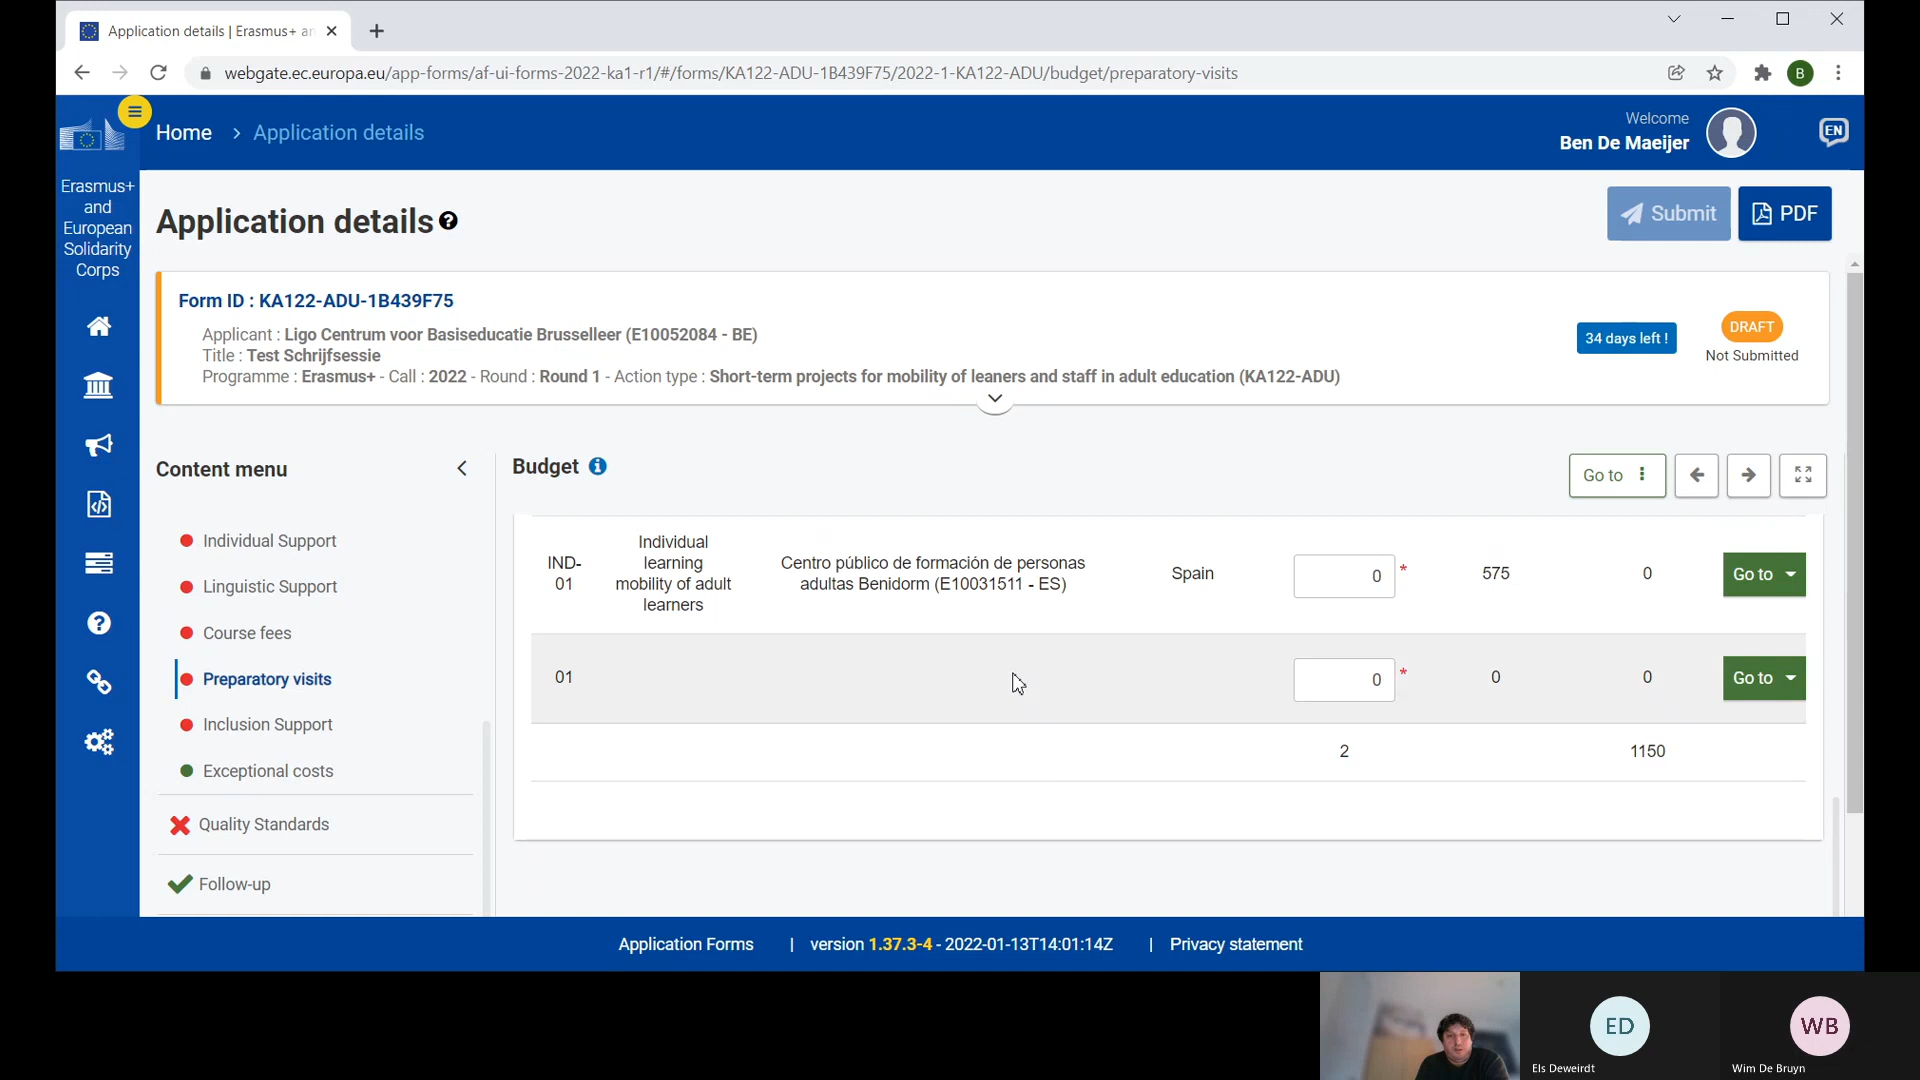 Application details | Erasmus+ an
webgate.ec.europa.eu/app-forms/af-ui-forms-2022-ka1-r1/#/forms/KA122-ADU-1B439F75/2022-1-KA122-ADU/budget/preparatory-visits
B
Home > Application details
Welcome
Ben De Maeijer
EN
Erasmus+
and
European
Solidarity
Corps
Application details
Submit
PDF
Form ID : KA122-ADU-1B439F75
Applicant : Ligo Centrum voor Basiseducatie Brusselleer (E10052084 - BE)
Title : Test Schrijfsessie
Programme : Erasmus+ - Call : 2022 - Round : Round 1 - Action type : Short-term projects for mobility of leaners and staff in adult education (KA122-ADU)
34 days left !
DRAFT
Not Submitted
Content menu
Individual Support
Linguistic Support
Course fees
Preparatory visits
Inclusion Support
Exceptional costs
Quality Standards
Follow-up
Budget
Go to
IND-
01
Individual
learning
mobility of adult
learners
Centro público de formación de personas
adultas Benidorm (E10031511 - ES)
Spain
0 *
575
0
Go to
01
0 *
0
0
Go to
2
1150
Application Forms | version 1.37.3-4 - 2022-01-13T14:01:14Z | Privacy statement
ED
Els Deweirdt
WB
Wim De Bruyn